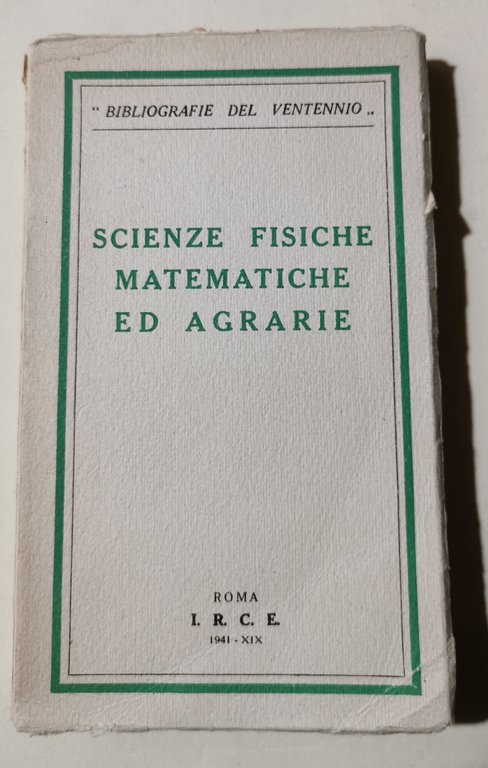 " BIBLIOGRAFIE DEL VENTENNIO „
SCIENZE FISICHE
MATEMATICHE
ED AGRARIE
ROMA
I. R. C. E.
1941 - XIX